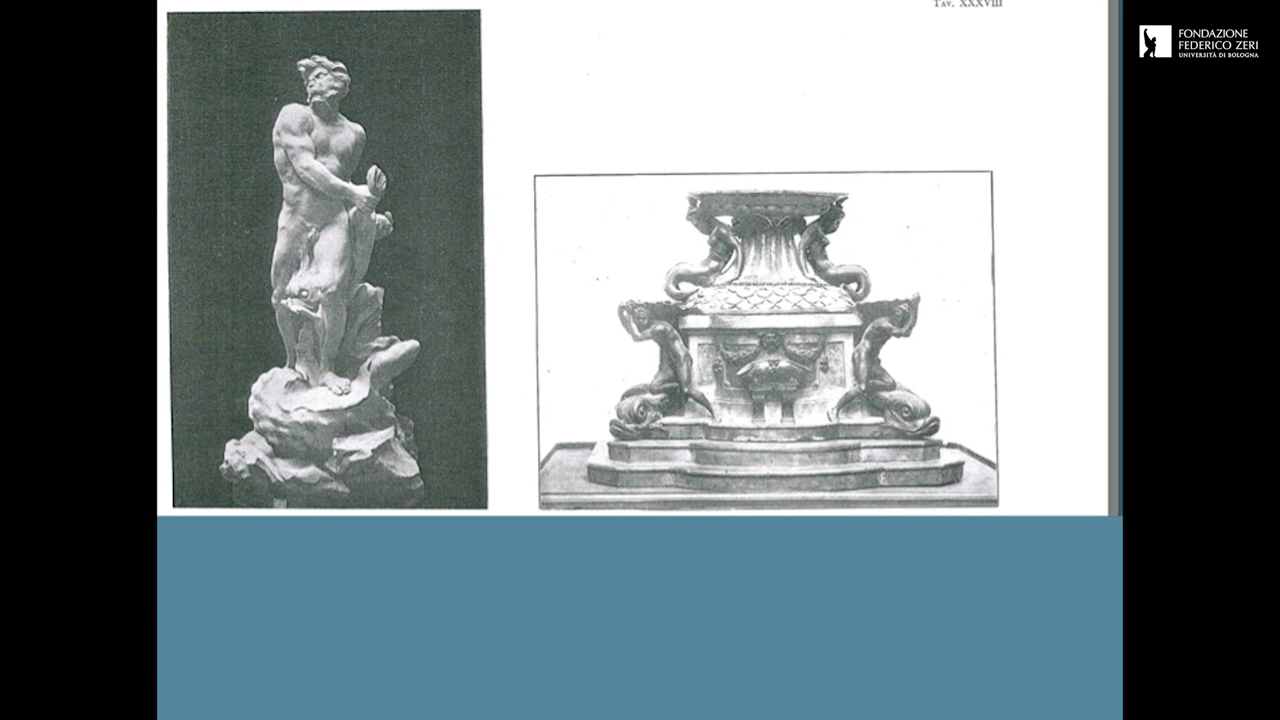 TAV. XXXVIII
FONDAZIONE
FEDERICO ZERI
UNIVERSITÀ DI BOLOGNA